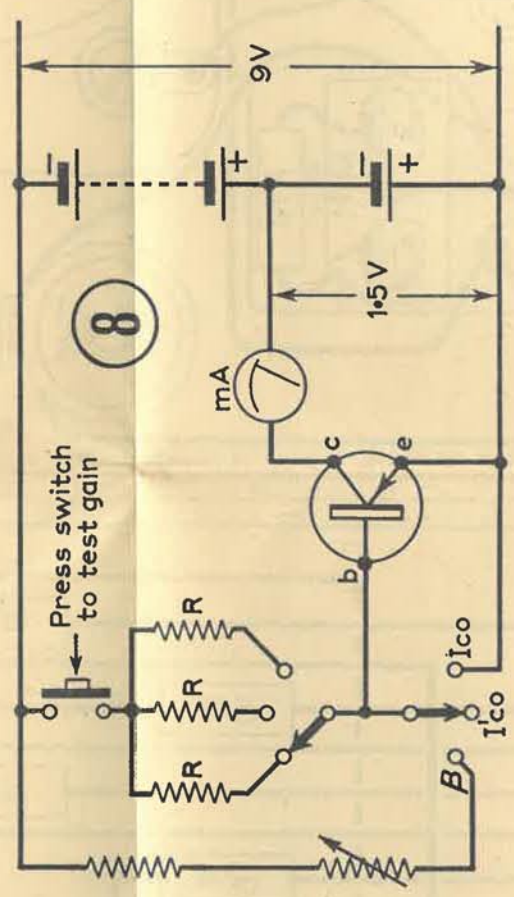 Press switch
to test gain
8
-
+
9V
R
R
R
mA
-
+
1·5V
b
c
e
β
I'co
Ico